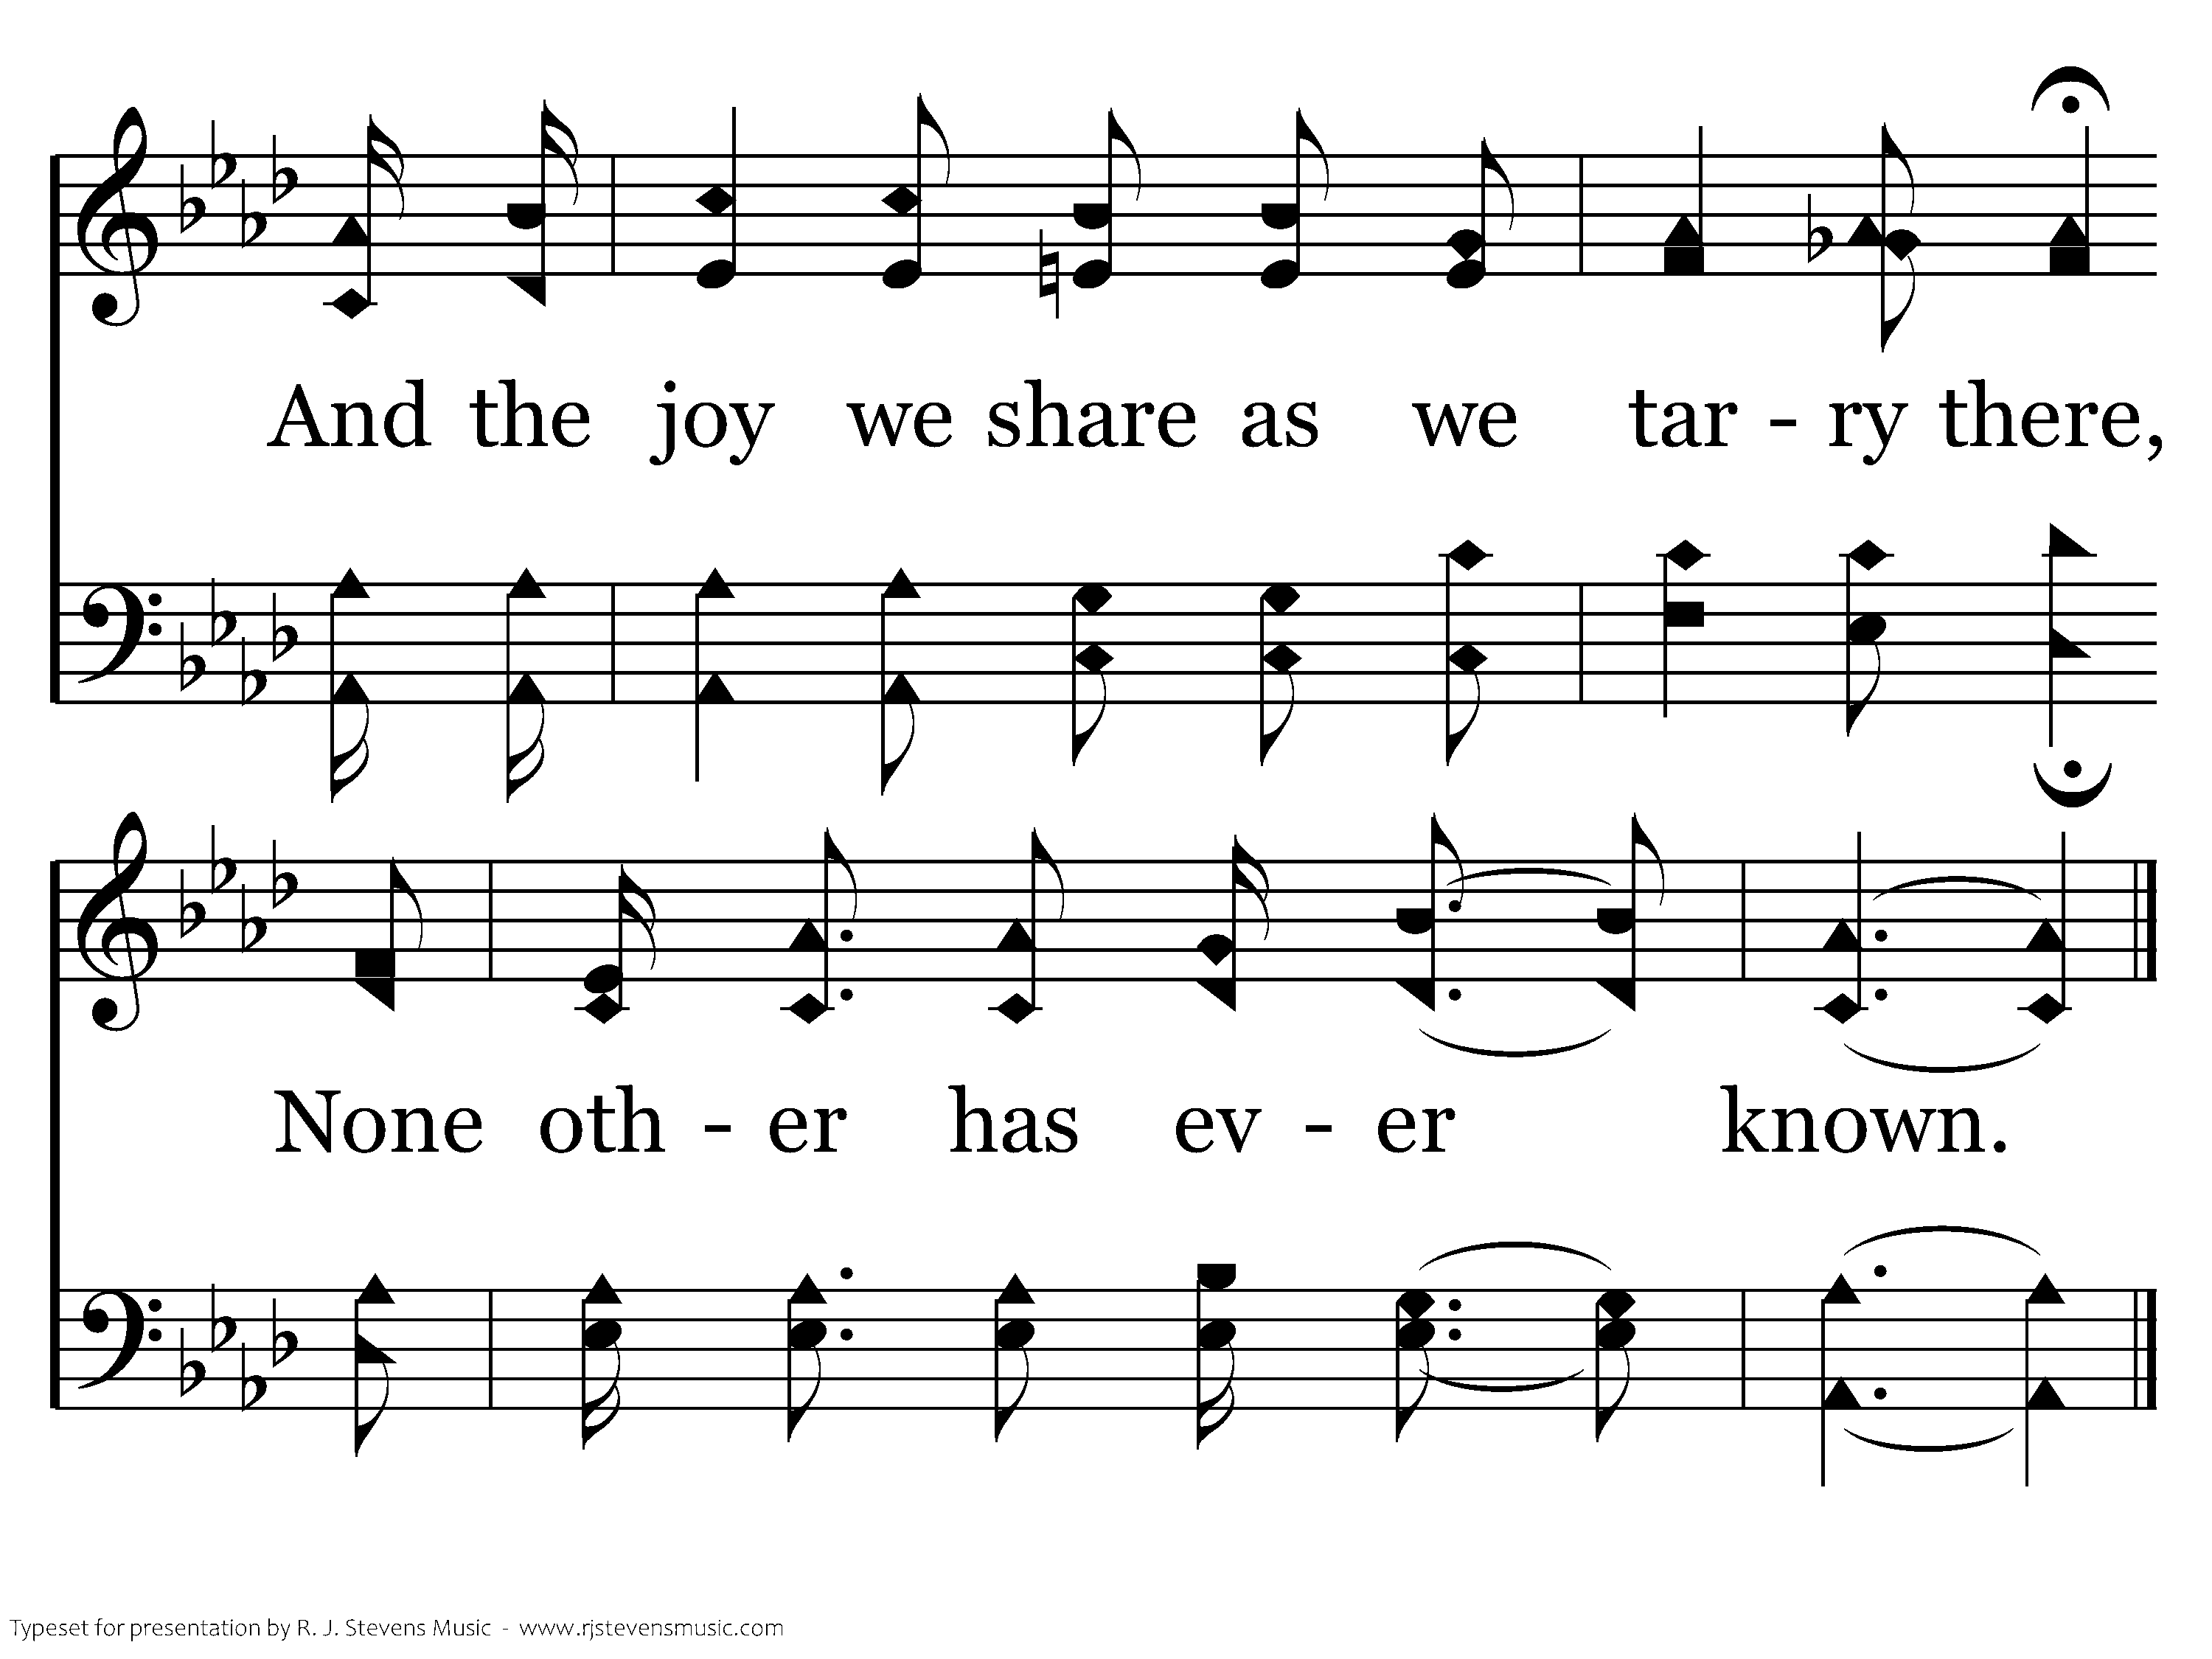 And the joy we share as we tar - ry there,
None oth - er has ev - er known.
Typeset for presentation by R. J. Stevens Music - www.rjstevensmusic.com